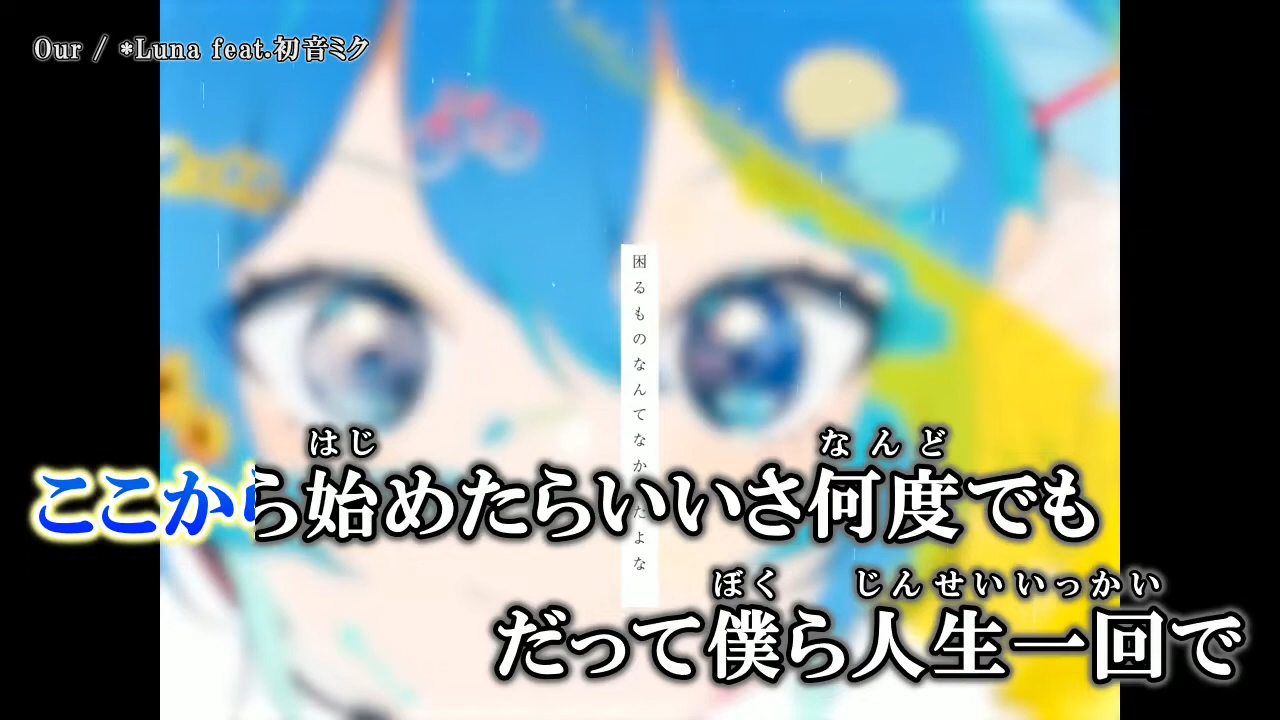 Our / *Luna feat.初音ミク
困るものなんてなか
たよな
はじ なんど
ここから始めたらいいさ何度でも
ぼく じんせいいっかい
だって僕ら人生一回で